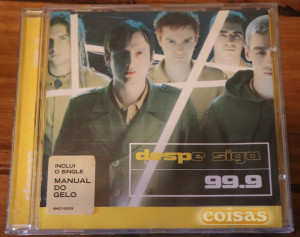 despe e siga
99.9
INCLUI
O SINGLE
MANUAL
DO
GELO
coisas